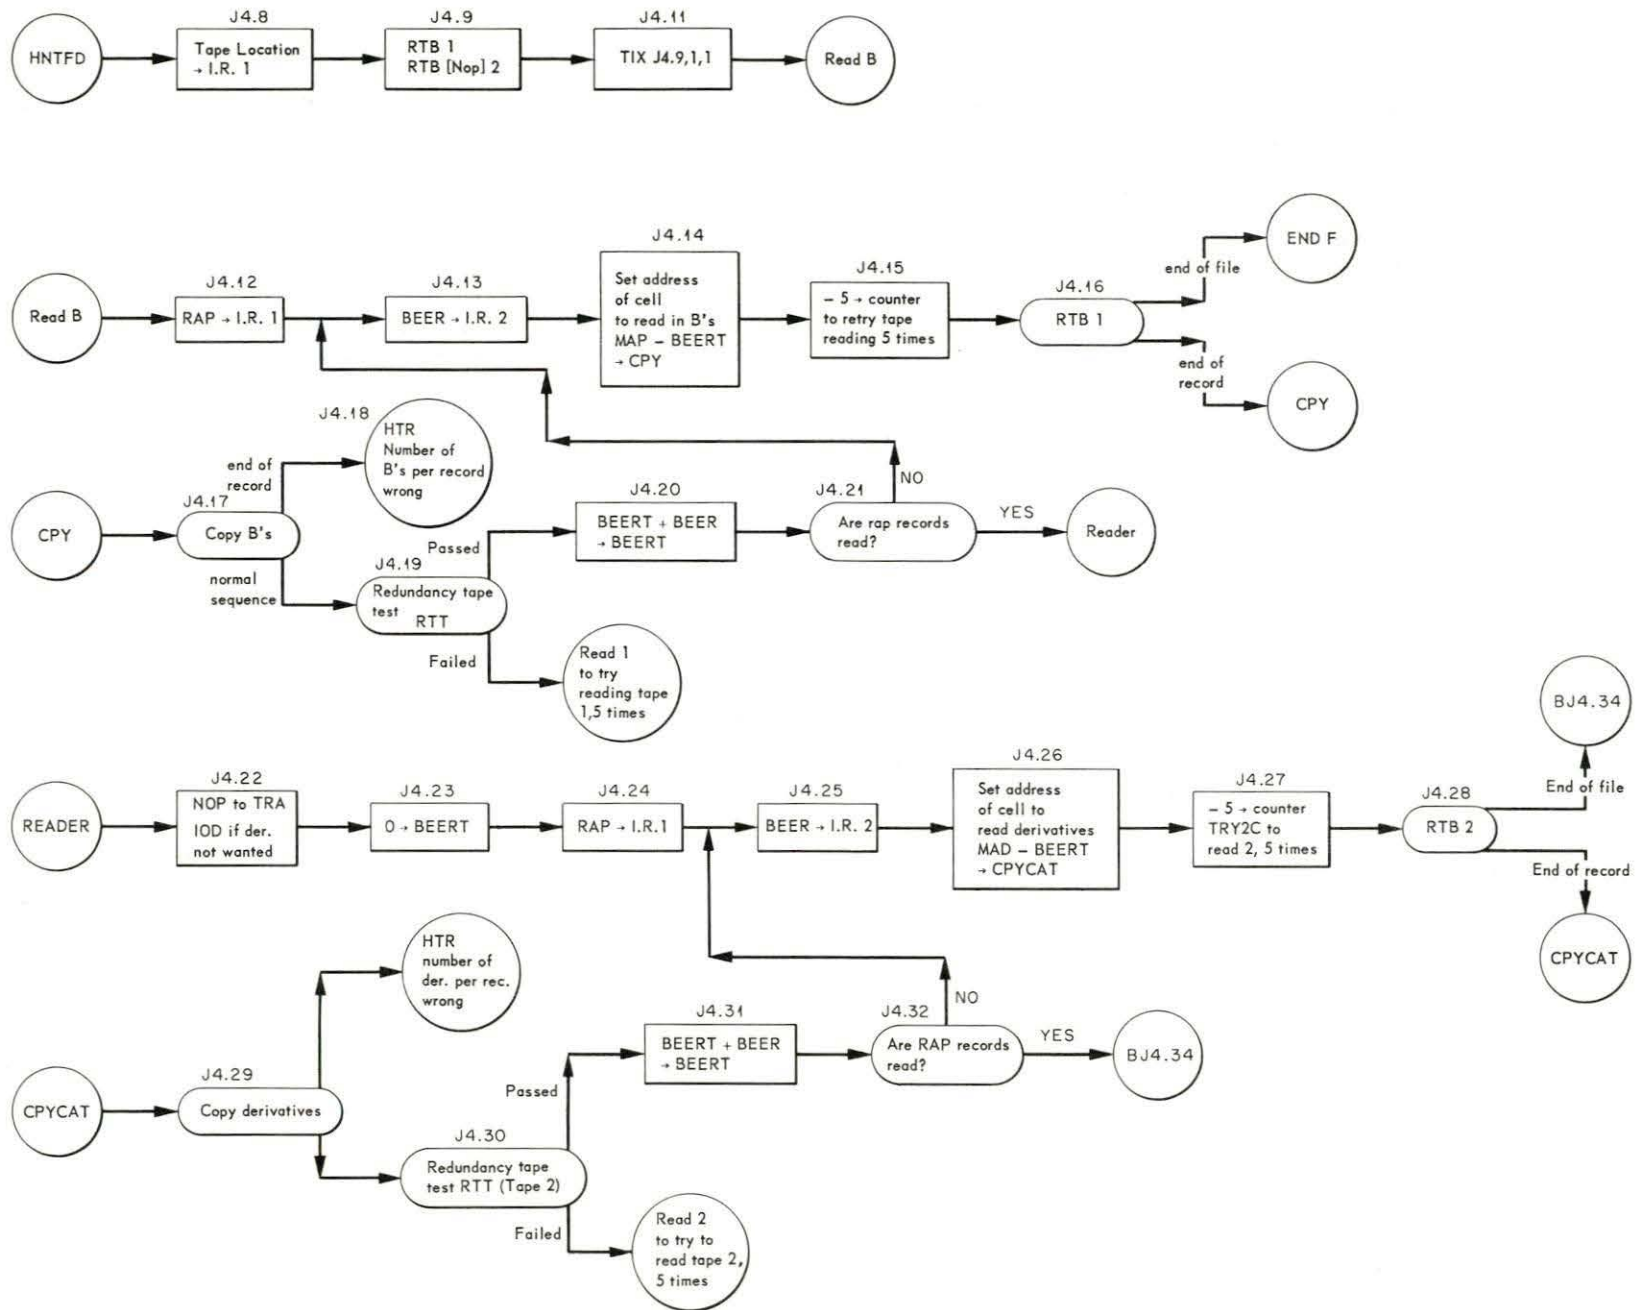 J4.8
J4.9
J4.11
HNTFD
Tape Location
→ I.R. 1
RTB 1
RTB [Nop] 2
TIX J4.9,1,1
Read B
J4.12
J4.13
J4.14
J4.15
J4.16
Read B
RAP → I.R. 1
BEER → I.R. 2
Set address
of cell
to read in B's
MAP – BEERT
→ CPY
– 5 → counter
to retry tape
reading 5 times
RTB 1
end of file
END F
end of
record
CPY
J4.17
J4.18
J4.19
J4.20
J4.21
CPY
Copy B's
end of
record
HTR
Number of
B's per record
wrong
normal
sequence
Redundancy tape
test
RTT
Passed
Failed
Read 1
to try
reading tape
1,5 times
BEERT + BEER
→ BEERT
Are rap records
read?
NO
YES
Reader
J4.22
J4.23
J4.24
J4.25
J4.26
J4.27
J4.28
READER
NOP to TRA
IOD if der.
not wanted
O → BEERT
RAP → I.R.1
BEER → I.R. 2
Set address
of cell to
read derivatives
MAD – BEERT
→ CPYCAT
– 5 → counter
TRY2C to
read 2, 5 times
RTB 2
End of file
BJ4.34
End of record
CPYCAT
J4.29
J4.30
J4.31
J4.32
CPYCAT
Copy derivatives
HTR
number of
der. per rec.
wrong
Redundancy tape
test RTT (Tape 2)
Passed
Failed
Read 2
to try to
read tape 2,
5 times
BEERT + BEER
→ BEERT
Are RAP records
read?
NO
YES
BJ4.34